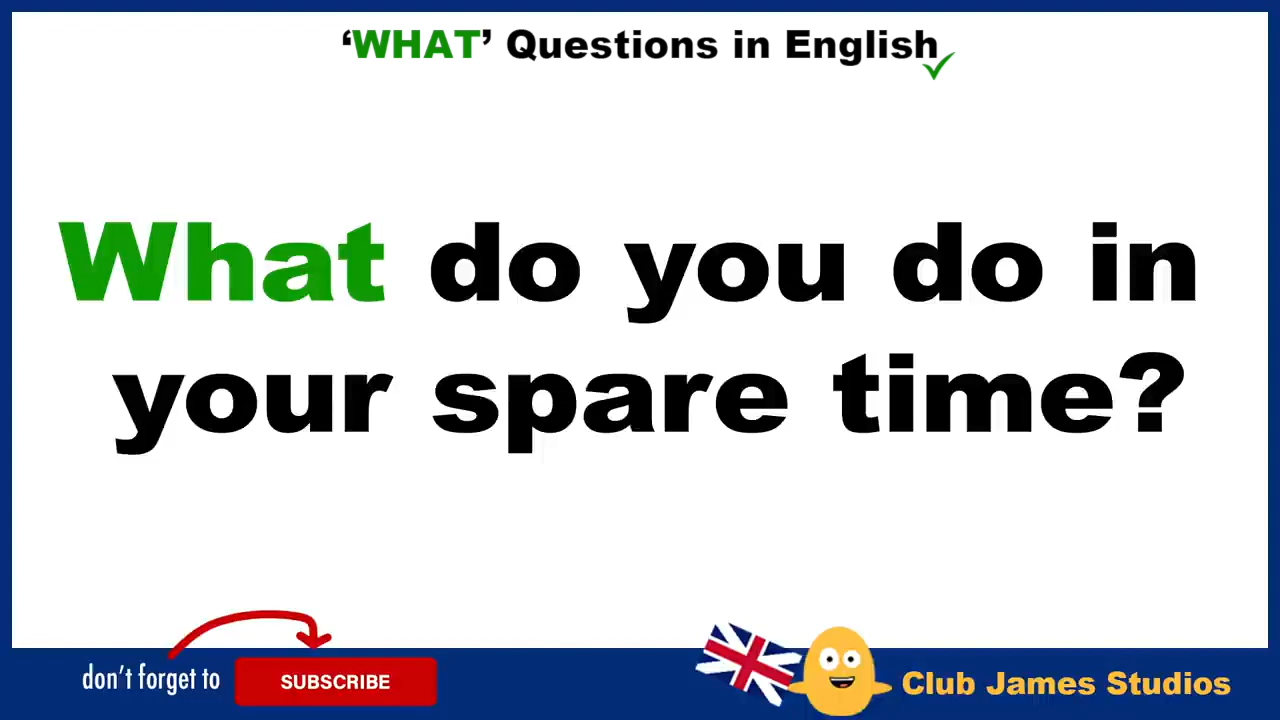 ‘WHAT’ Questions in English
What do you do in
your spare time?
don't forget to
SUBSCRIBE
Club James Studios